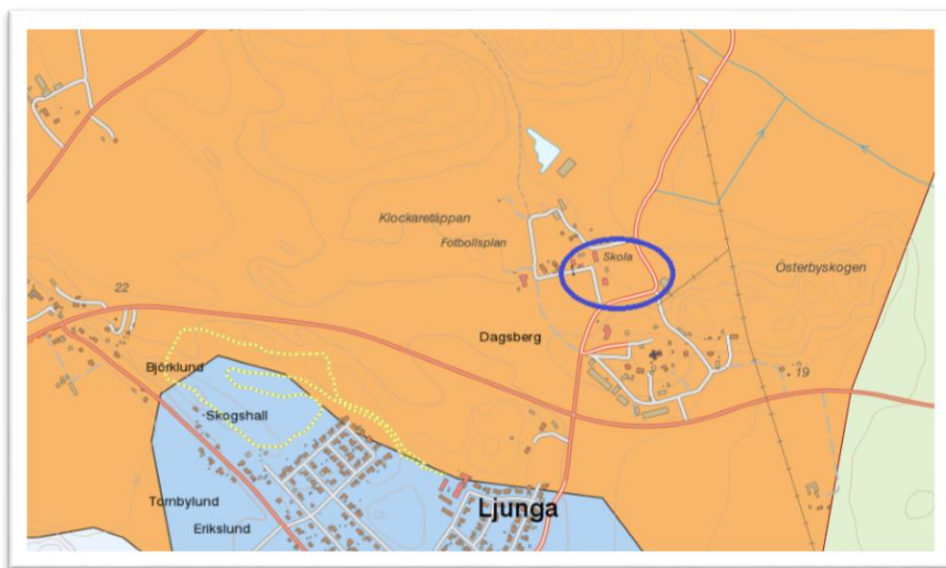 Klockaretäppan
Fotbollsplan
Skola
Österbyskogen
22
Dagsberg
Björklund
19
Skogshall
Ljunga
Tornbylund
Erikslund